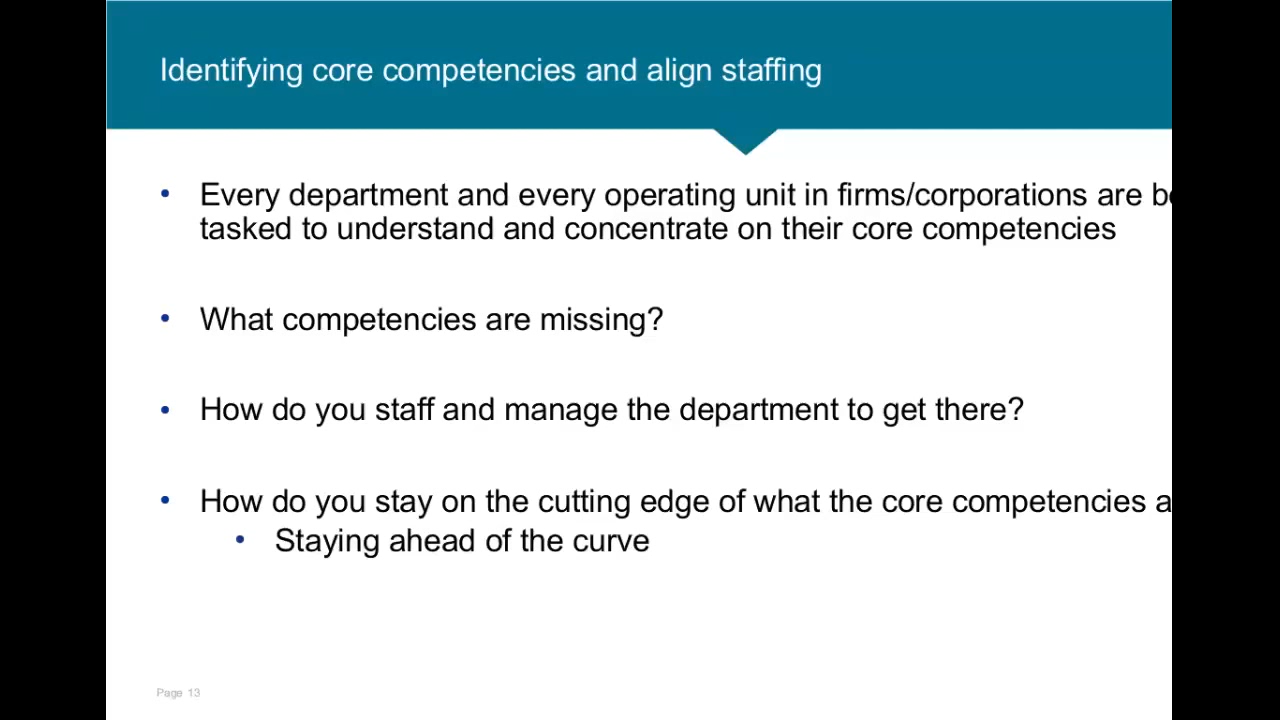 Identifying core competencies and align staffing
• Every department and every operating unit in firms/corporations are
tasked to understand and concentrate on their core competencies
• What competencies are missing?
• How do you staff and manage the department to get there?
• How do you stay on the cutting edge of what the core competencies
• Staying ahead of the curve
Page 13